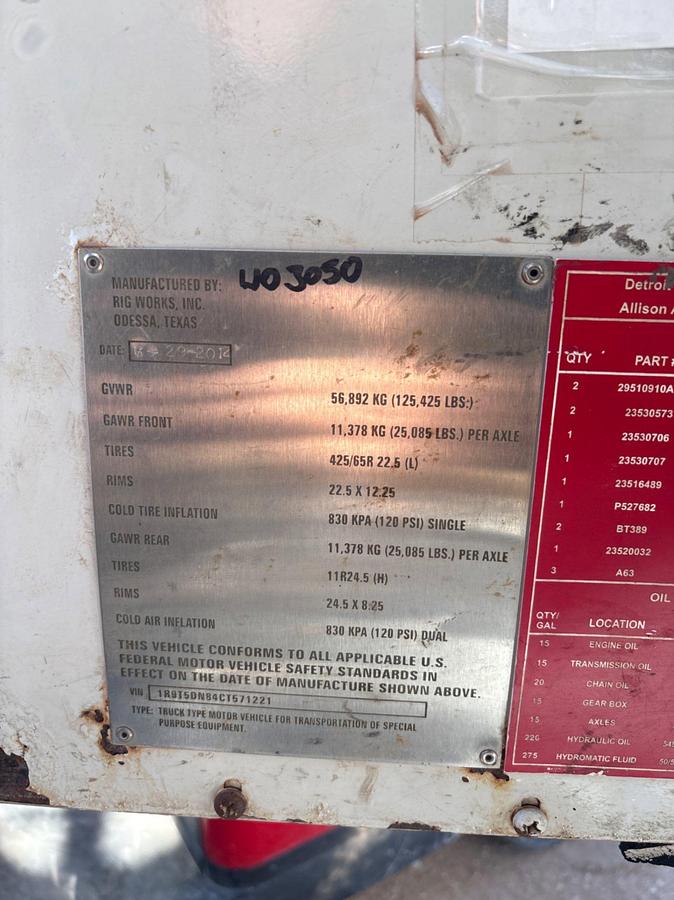 WO 3050
MANUFACTURED BY:
RIG WORKS, INC.
ODESSA, TEXAS
DATE:
GVWR
56,892 KG (125,425 LBS.)
GAWR FRONT
11,378 KG (25,085 LBS.) PER AXLE
TIRES
425/65R 22.5 (L)
RIMS
22.5 X 12.25
COLD TIRE INFLATION
830 KPA (120 PSI) SINGLE
GAWR REAR
11,378 KG (25,085 LBS.) PER AXLE
TIRES
11R24.5 (H)
RIMS
24.5 X 8.25
COLD AIR INFLATION
830 KPA (120 PSI) DUAL
THIS VEHICLE CONFORMS TO ALL APPLICABLE U.S.
FEDERAL MOTOR VEHICLE SAFETY STANDARDS IN
EFFECT ON THE DATE OF MANUFACTURE SHOWN ABOVE.
VIN 1R9T5DN84CT571221
TYPE: TRUCK TYPE MOTOR VEHICLE FOR TRANSPORTATION OF SPECIAL
PURPOSE EQUIPMENT.
Detroi
Allison
QTY PART #
2 29510910A
2 23530573
1 23530706
1 23530707
1 23516489
1 P527682
2 BT389
1 23520032
3 A63
OIL
QTY/
GAL LOCATION
15 ENGINE OIL
15 TRANSMISSION OIL
20 CHAIN OIL
15 GEAR BOX
15 AXLES
220 HYDRAULIC OIL
275 HYDROMATIC FLUID